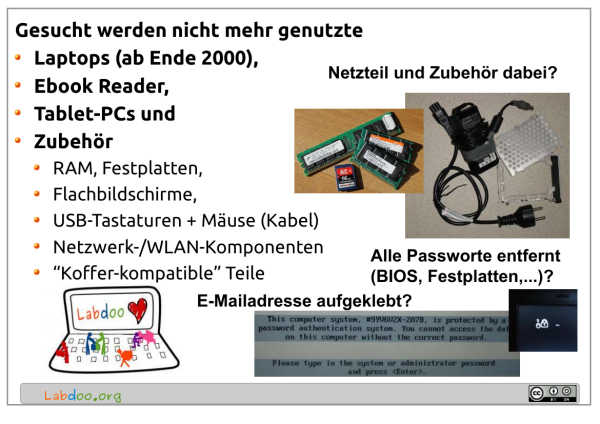 Gesucht werden nicht mehr genutzte
Laptops (ab Ende 2000),
Ebook Reader,
Tablet-PCs und
Zubehör
RAM, Festplatten,
Flachbildschirme,
USB-Tastaturen + Mäuse (Kabel)
Netzwerk-/WLAN-Komponenten
“Koffer-kompatible” Teile
Netzteil und Zubehör dabei?
Alle Passworte entfernt
(BIOS, Festplatten,...)?
E-Mailadresse aufgeklebt?
Labdoo
This computer system, #9YV6V2X-2A7B, is protected by a
password authentication system. You cannot access the dat
on this computer without the correct password.
Please type in the system or administrator password
and press <Enter>.
Labdoo.org
cc
BY SA